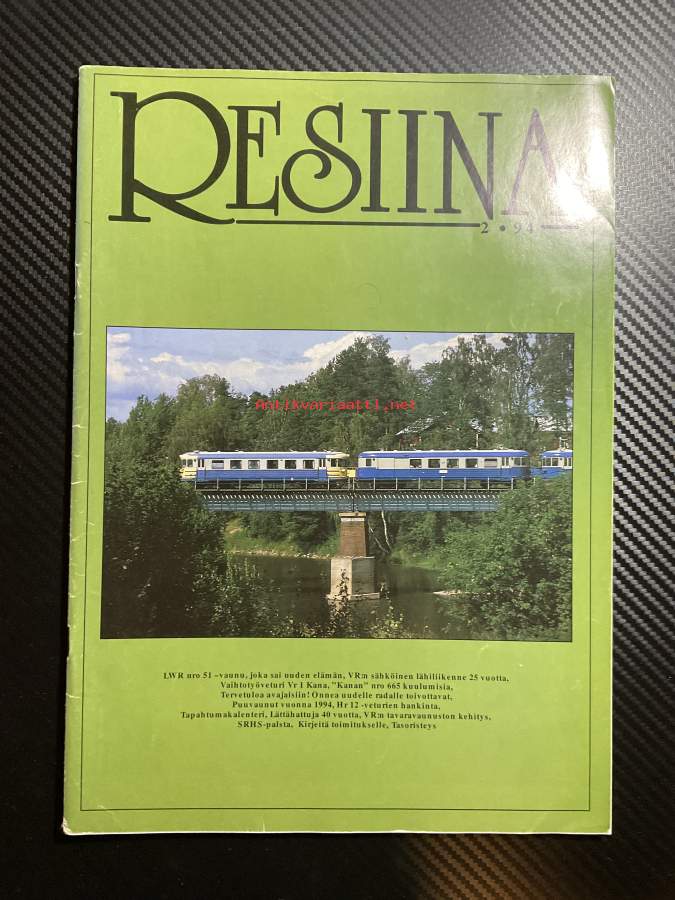 RESIINA
2 • 94
Antikvariaatti.net
LWR nro 51 –vaunu, joka sai uuden elämän, VR:n sähköinen lähiliikenne 25 vuotta,
Vaihtotyöveturi Vr 1 Kana, "Kanan" nro 665 kuulumisia,
Tervetuloa avajaisiin! Onnea uudelle radalle toivottavat,
Puuvaunut vuonna 1994, Hr 12 -veturien hankinta,
Tapahtumakalenteri, Lättähattuja 40 vuotta, VR:n tavaravaunuston kehitys,
SRHS-palsta, Kirjeitä toimitukselle, Tasoristeys